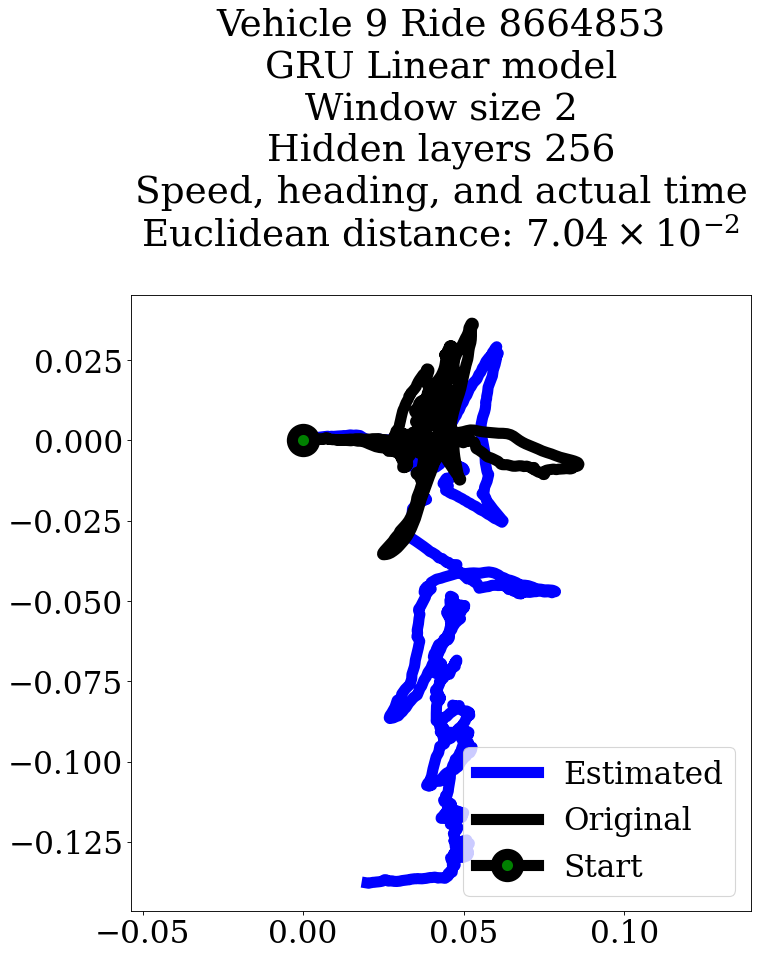 Vehicle 9 Ride 8664853
GRU Linear model
Window size 2
Hidden layers 256
Speed, heading, and actual time
Euclidean distance: 7.04 × 10⁻²
0.025
0.000
−0.025
−0.050
−0.075
−0.100
−0.125
Estimated
Original
Start
−0.05 0.00 0.05 0.10